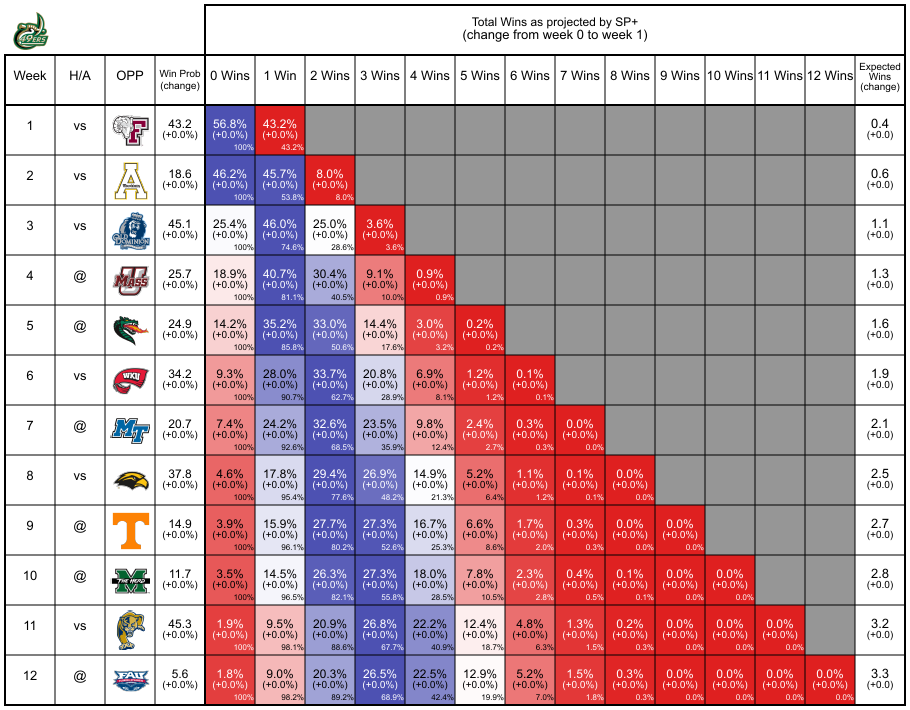 49ERS
Total Wins as projected by SP+
(change from week 0 to week 1)
Week H/A OPP Win Prob (change) 0 Wins 1 Win 2 Wins 3 Wins 4 Wins 5 Wins 6 Wins 7 Wins 8 Wins 9 Wins 10 Wins 11 Wins 12 Wins Expected Wins (change)
1 vs F 43.2 56.8% 43.2% 0.4
(+0.0%) (+0.0%) (+0.0%) (+0.0)
100% 43.2%
2 vs A 18.6 46.2% 45.7% 8.0% 0.6
(+0.0%) (+0.0%) (+0.0%) (+0.0%) (+0.0)
100% 53.8% 8.0%
3 vs OLD DOMINION 45.1 25.4% 46.0% 25.0% 3.6% 1.1
(+0.0%) (+0.0%) (+0.0%) (+0.0%) (+0.0%) (+0.0)
100% 74.6% 28.6% 3.6%
4 @ U MASS 25.7 18.9% 40.7% 30.4% 9.1% 0.9% 1.3
(+0.0%) (+0.0%) (+0.0%) (+0.0%) (+0.0%) (+0.0%) (+0.0)
100% 81.1% 40.5% 10.0% 0.9%
5 @ 24.9 14.2% 35.2% 33.0% 14.4% 3.0% 0.2% 1.6
(+0.0%) (+0.0%) (+0.0%) (+0.0%) (+0.0%) (+0.0%) (+0.0%) (+0.0)
100% 85.8% 50.6% 17.6% 3.2% 0.2%
6 vs WKU 34.2 9.3% 28.0% 33.7% 20.8% 6.9% 1.2% 0.1% 1.9
(+0.0%) (+0.0%) (+0.0%) (+0.0%) (+0.0%) (+0.0%) (+0.0%) (+0.0%) (+0.0)
100% 90.7% 62.7% 28.9% 8.1% 1.2% 0.1%
7 @ MT 20.7 7.4% 24.2% 32.6% 23.5% 9.8% 2.4% 0.3% 0.0% 2.1
(+0.0%) (+0.0%) (+0.0%) (+0.0%) (+0.0%) (+0.0%) (+0.0%) (+0.0%) (+0.0%) (+0.0)
100% 92.6% 68.5% 35.9% 12.4% 2.7% 0.3% 0.0%
8 vs 37.8 4.6% 17.8% 29.4% 26.9% 14.9% 5.2% 1.1% 0.1% 0.0% 2.5
(+0.0%) (+0.0%) (+0.0%) (+0.0%) (+0.0%) (+0.0%) (+0.0%) (+0.0%) (+0.0%) (+0.0%) (+0.0)
100% 95.4% 77.6% 48.2% 21.3% 6.4% 1.2% 0.1% 0.0%
9 @ T 14.9 3.9% 15.9% 27.7% 27.3% 16.7% 6.6% 1.7% 0.3% 0.0% 0.0% 2.7
(+0.0%) (+0.0%) (+0.0%) (+0.0%) (+0.0%) (+0.0%) (+0.0%) (+0.0%) (+0.0%) (+0.0%) (+0.0%) (+0.0)
100% 96.1% 80.2% 52.6% 25.3% 8.6% 2.0% 0.3% 0.0% 0.0%
10 @ M THE HERD 11.7 3.5% 14.5% 26.3% 27.3% 18.0% 7.8% 2.3% 0.4% 0.1% 0.0% 0.0% 2.8
(+0.0%) (+0.0%) (+0.0%) (+0.0%) (+0.0%) (+0.0%) (+0.0%) (+0.0%) (+0.0%) (+0.0%) (+0.0%) (+0.0%) (+0.0)
100% 96.5% 82.1% 55.8% 28.5% 10.5% 2.8% 0.5% 0.1% 0.0% 0.0%
11 vs 45.3 1.9% 9.5% 20.9% 26.8% 22.2% 12.4% 4.8% 1.3% 0.2% 0.0% 0.0% 0.0% 3.2
(+0.0%) (+0.0%) (+0.0%) (+0.0%) (+0.0%) (+0.0%) (+0.0%) (+0.0%) (+0.0%) (+0.0%) (+0.0%) (+0.0%) (+0.0%) (+0.0)
100% 98.1% 88.6% 67.7% 40.9% 18.7% 6.3% 1.5% 0.3% 0.0% 0.0% 0.0%
12 @ FAU 5.6 1.8% 9.0% 20.3% 26.5% 22.5% 12.9% 5.2% 1.5% 0.3% 0.0% 0.0% 0.0% 0.0% 3.3
(+0.0%) (+0.0%) (+0.0%) (+0.0%) (+0.0%) (+0.0%) (+0.0%) (+0.0%) (+0.0%) (+0.0%) (+0.0%) (+0.0%) (+0.0%) (+0.0%) (+0.0)
100% 98.2% 89.2% 68.9% 42.4% 19.9% 7.0% 1.8% 0.3% 0.0% 0.0% 0.0% 0.0%